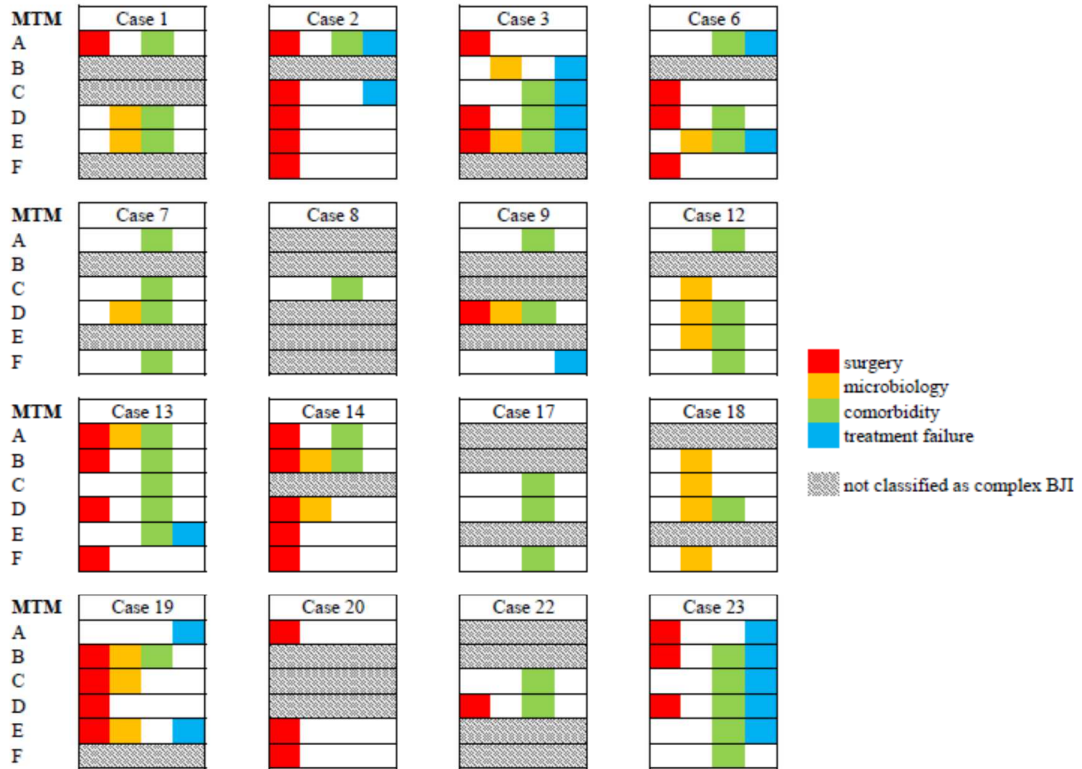 MTM Case 1 Case 2 Case 3 Case 6
A
B
C
D
E
F
MTM Case 7 Case 8 Case 9 Case 12
A
B
C
D
E
F
surgery
microbiology
comorbidity
treatment failure
not classified as complex BJI
MTM Case 13 Case 14 Case 17 Case 18
A
B
C
D
E
F
MTM Case 19 Case 20 Case 22 Case 23
A
B
C
D
E
F